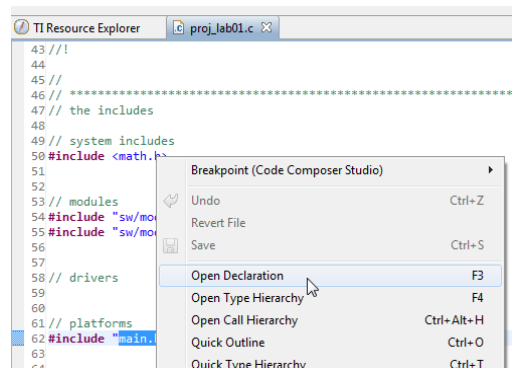 TI Resource Explorer proj_lab01.c
43 //!
44
45 //
46 // **************************************************************
47 // the includes
48
49 // system includes
50 #include <math.h>
51
52
53 // modules
54 #include "sw/mo
55 #include "sw/mo
56
57
58 // drivers
59
60
61 // platforms
62 #include "main.
63
64
Breakpoint (Code Composer Studio)
Undo Ctrl+Z
Revert File
Save Ctrl+S
Open Declaration F3
Open Type Hierarchy F4
Open Call Hierarchy Ctrl+Alt+H
Quick Outline Ctrl+O
Quick Type Hierarchy Ctrl+T